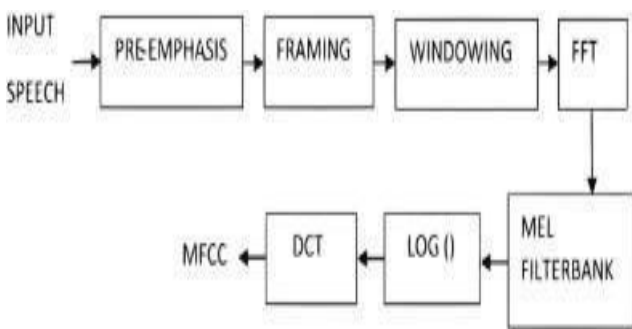 INPUT
SPEECH
PRE-EMPHASIS
FRAMING
WINDOWING
FFT
MEL
FILTERBANK
LOG ()
DCT
MFCC